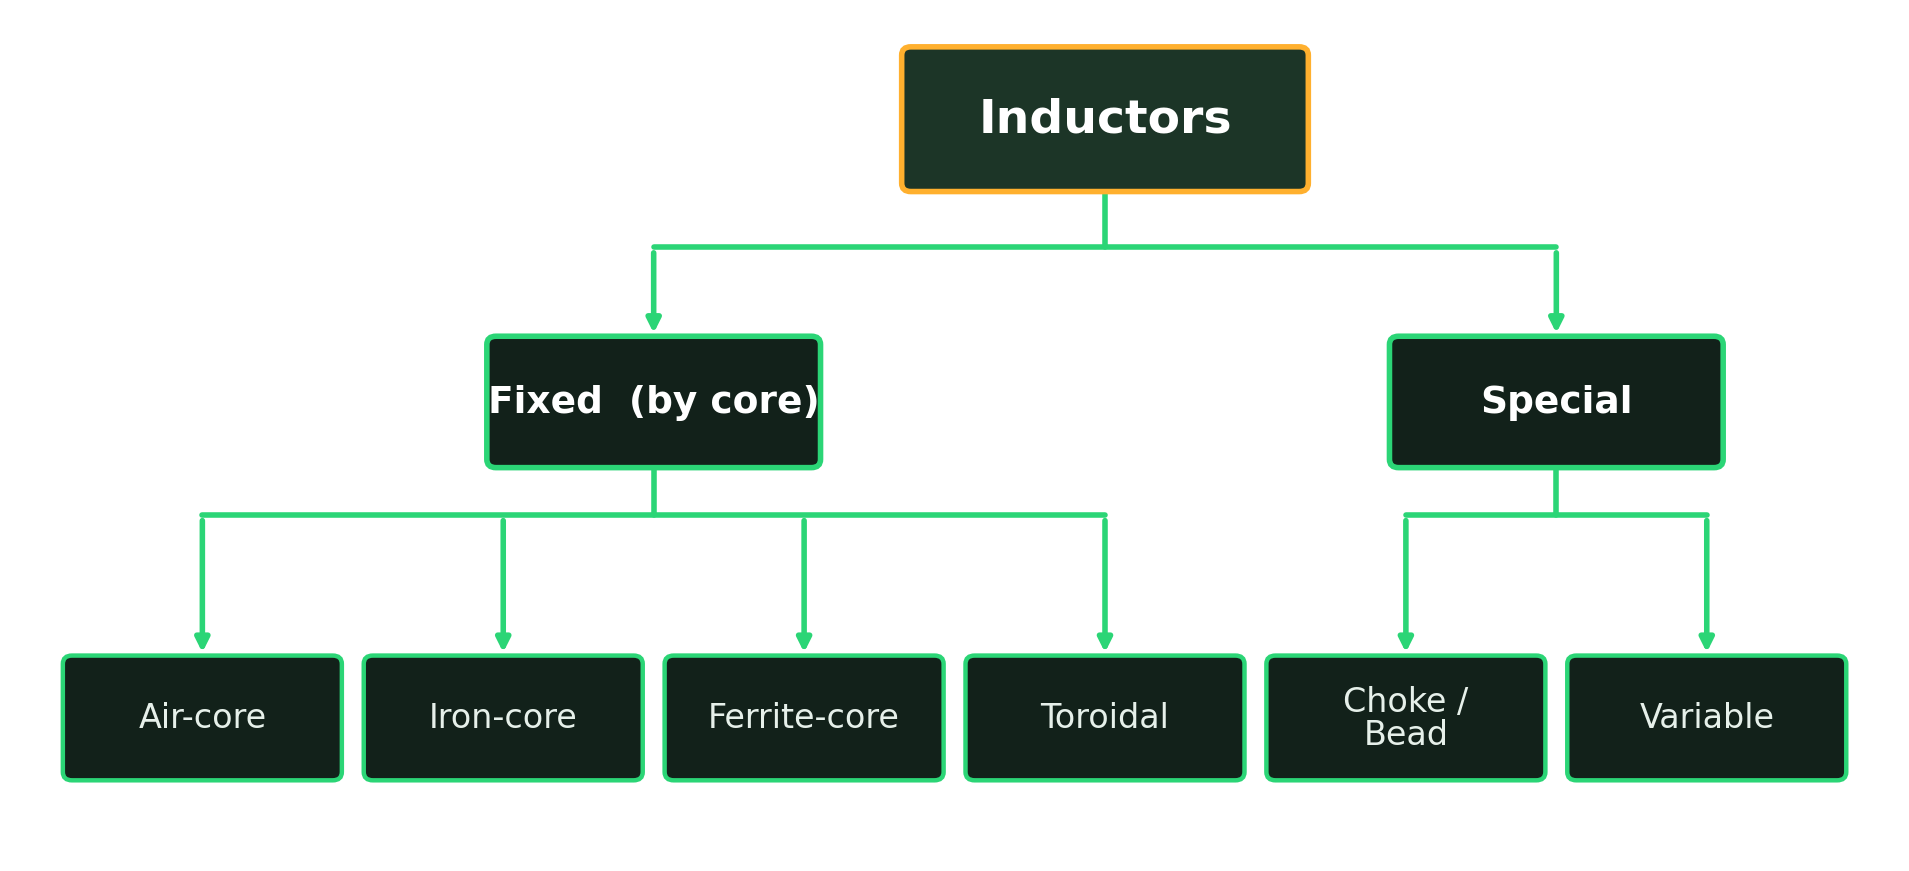 Inductors
Fixed  (by core)
Special
Air-core
Iron-core
Ferrite-core
Toroidal
Choke /
Bead
Variable